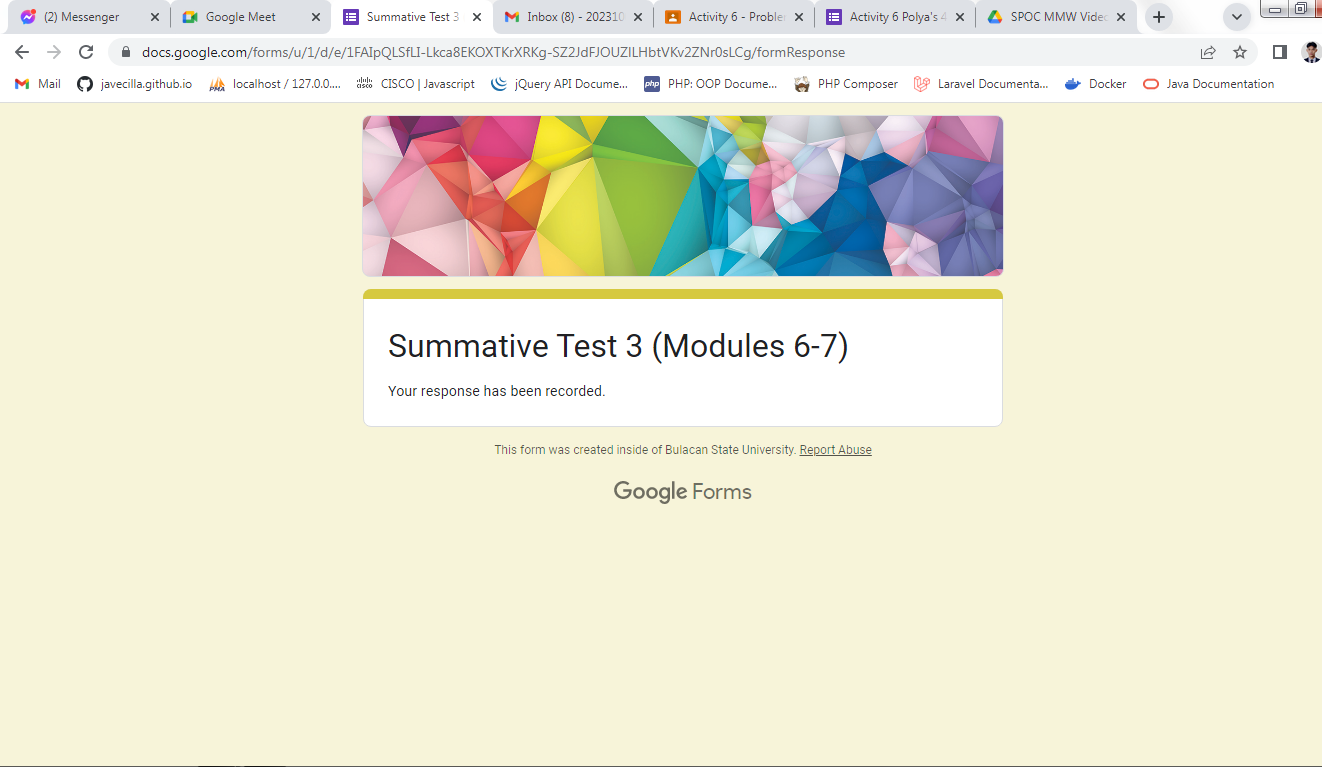 (2) Messenger
Google Meet
Summative Test 3
Inbox (8) - 202310
Activity 6 - Proble
Activity 6 Polya's 4
SPOC MMW Video
docs.google.com/forms/u/1/d/e/1FAIpQLSfLI-Lkca8EKOXTKrXRKg-SZ2JdFJOUZlLHbtVKv2ZNr0sLCg/formResponse
Mail
javecilla.github.io
localhost / 127.0.0....
CISCO | Javascript
jQuery API Docume...
php
PHP: OOP Docume...
PHP Composer
Laravel Documenta...
Docker
Java Documentation
Summative Test 3 (Modules 6-7)
Your response has been recorded.
This form was created inside of Bulacan State University. Report Abuse
Google Forms